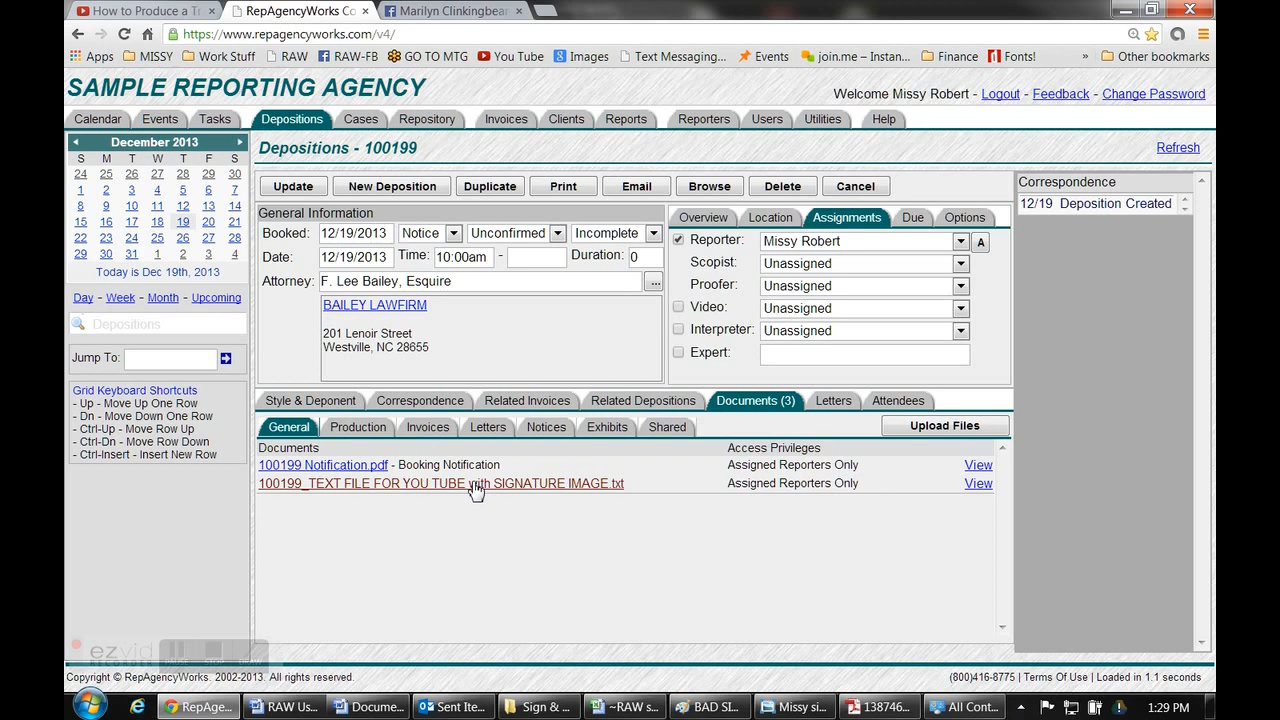 How to Produce a Tr
RepAgencyWorks Co
Marilyn Clinkingbear
https://www.repagencyworks.com/v4/
Apps MISSY Work Stuff RAW RAW-FB GO TO MTG You Tube Images Text Messaging... Events join.me – Instan... Finance Fonts! » Other bookmarks
SAMPLE REPORTING AGENCY
Welcome Missy Robert - Logout - Feedback - Change Password
Calendar Events Tasks Depositions Cases Repository Invoices Clients Reports Reporters Users Utilities Help
December 2013
S M T W T F S
24 25 26 27 28 29 30
1 2 3 4 5 6 7
8 9 10 11 12 13 14
15 16 17 18 19 20 21
22 23 24 25 26 27 28
29 30 31 1 2 3 4
Today is Dec 19th, 2013
Day - Week - Month - Upcoming
Depositions
Jump To:
Grid Keyboard Shortcuts
- Up - Move Up One Row
- Dn - Move Down One Row
- Ctrl-Up - Move Row Up
- Ctrl-Dn - Move Row Down
- Ctrl-Insert - Insert New Row
Depositions - 100199
Refresh
Update New Deposition Duplicate Print Email Browse Delete Cancel
General Information
Booked: 12/19/2013 Notice Unconfirmed Incomplete
Date: 12/19/2013 Time: 10:00am - Duration: 0
Attorney: F. Lee Bailey, Esquire ...
BAILEY LAWFIRM
201 Lenoir Street
Westville, NC 28655
Overview Location Assignments Due Options
Reporter: Missy Robert A
Scopist: Unassigned
Proofer: Unassigned
Video: Unassigned
Interpreter: Unassigned
Expert:
Correspondence
12/19 Deposition Created
Style & Deponent Correspondence Related Invoices Related Depositions Documents (3) Letters Attendees
General Production Invoices Letters Notices Exhibits Shared Upload Files
Documents Access Privileges
100199 Notification.pdf - Booking Notification Assigned Reporters Only View
100199_TEXT FILE FOR YOU TUBE with SIGNATURE IMAGE.txt Assigned Reporters Only View
ezvid
RECORDER
PAUSE STOP DRAW
Copyright © RepAgencyWorks. 2002-2013. All rights reserved.
(800)416-8775 | Terms Of Use | Loaded in 1.1 seconds
RepAge... RAW Us... Docume... Sent Ite... Sign & ... ~RAW s... BAD SI... Missy si... 138746... All Cont... 1:29 PM